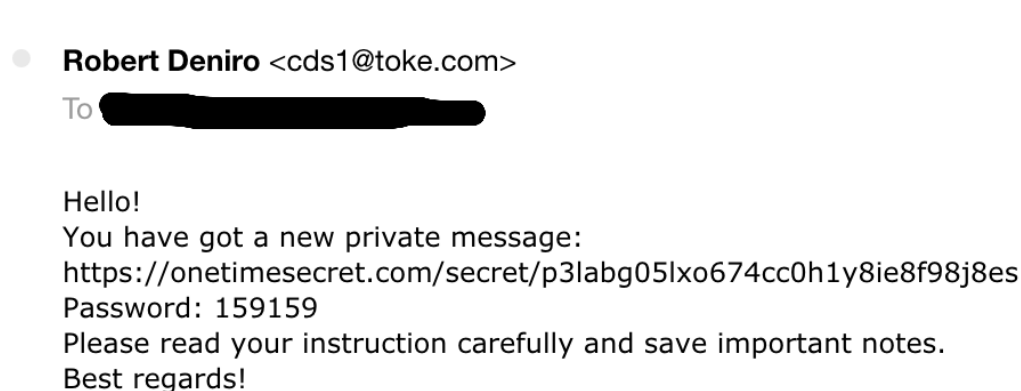 Robert Deniro <cds1@toke.com>
To
Hello!
You have got a new private message:
https://onetimesecret.com/secret/p3labg05lxo674cc0h1y8ie8f98j8es
Password: 159159
Please read your instruction carefully and save important notes.
Best regards!